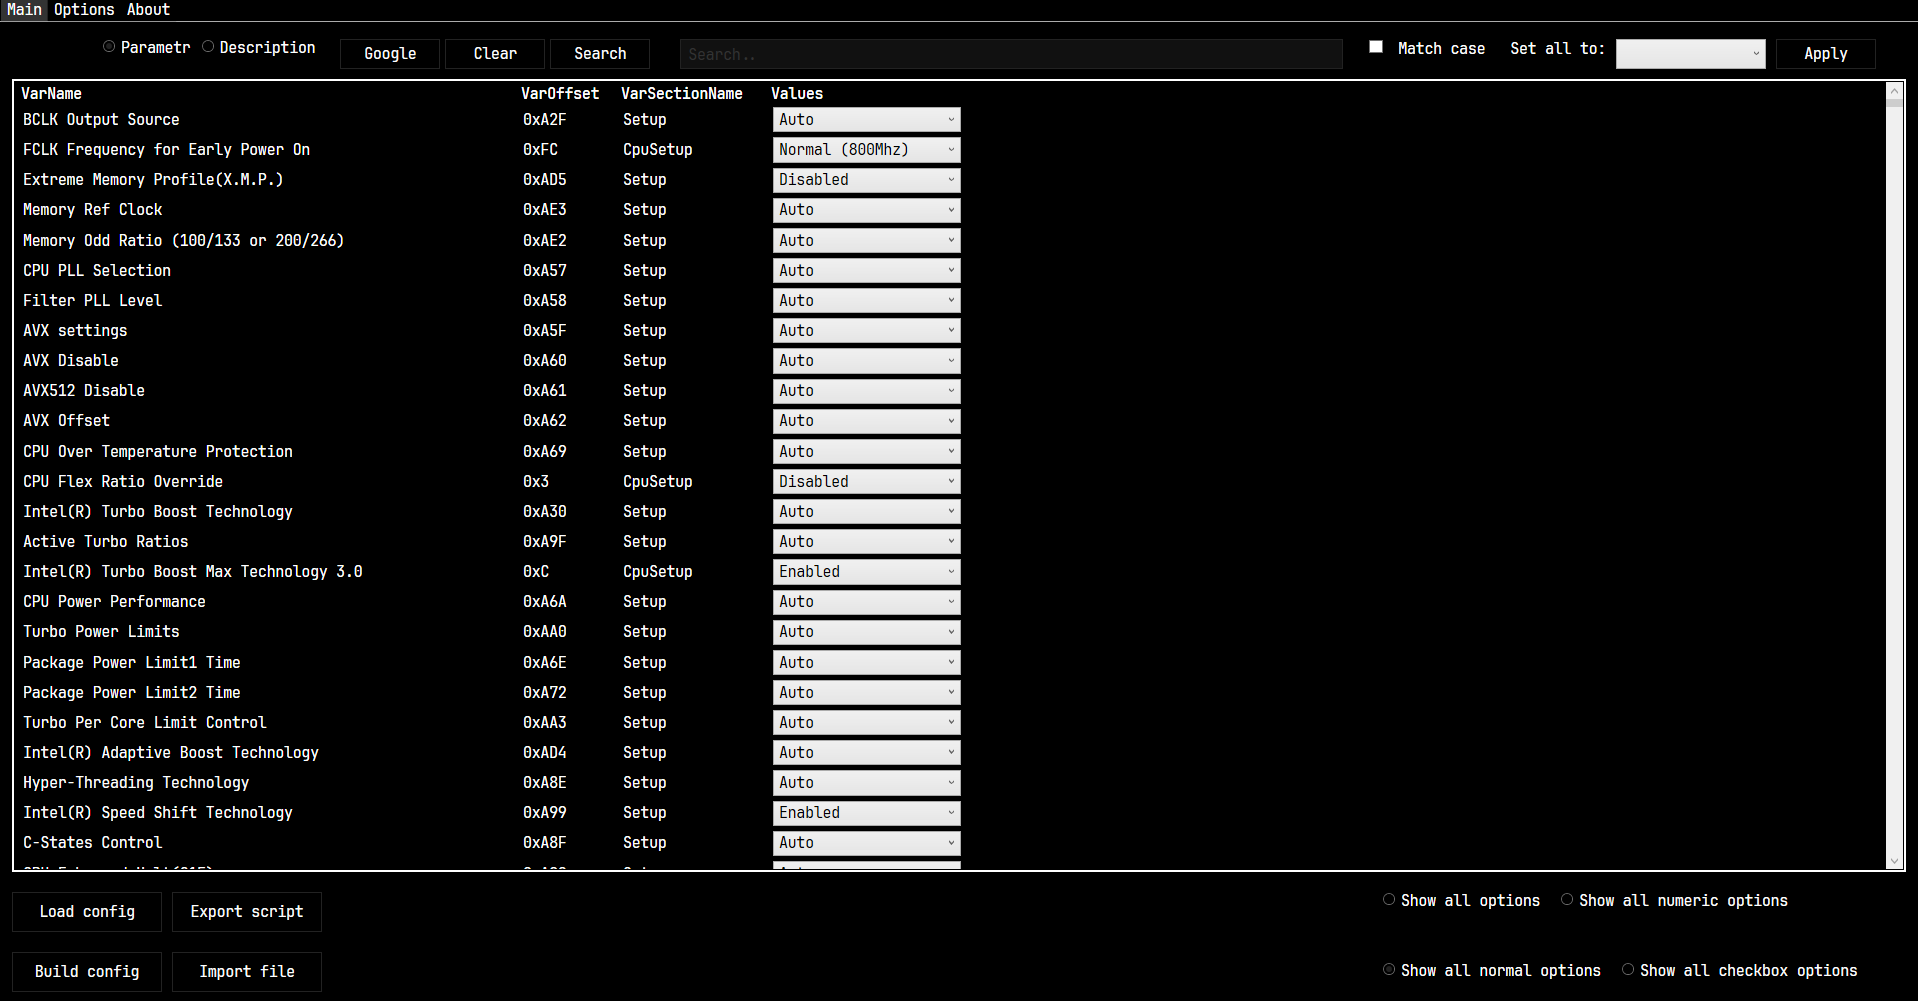 Main Options About
Parametr Description Google Clear Search Search.. Match case Set all to: Apply
VarName VarOffset VarSectionName Values
BCLK Output Source 0xA2F Setup Auto
FCLK Frequency for Early Power On 0xFC CpuSetup Normal (800Mhz)
Extreme Memory Profile(X.M.P.) 0xAD5 Setup Disabled
Memory Ref Clock 0xAE3 Setup Auto
Memory Odd Ratio (100/133 or 200/266) 0xAE2 Setup Auto
CPU PLL Selection 0xA57 Setup Auto
Filter PLL Level 0xA58 Setup Auto
AVX settings 0xA5F Setup Auto
AVX Disable 0xA60 Setup Auto
AVX512 Disable 0xA61 Setup Auto
AVX Offset 0xA62 Setup Auto
CPU Over Temperature Protection 0xA69 Setup Auto
CPU Flex Ratio Override 0x3 CpuSetup Disabled
Intel(R) Turbo Boost Technology 0xA30 Setup Auto
Active Turbo Ratios 0xA9F Setup Auto
Intel(R) Turbo Boost Max Technology 3.0 0xC CpuSetup Enabled
CPU Power Performance 0xA6A Setup Auto
Turbo Power Limits 0xAA0 Setup Auto
Package Power Limit1 Time 0xA6E Setup Auto
Package Power Limit2 Time 0xA72 Setup Auto
Turbo Per Core Limit Control 0xAA3 Setup Auto
Intel(R) Adaptive Boost Technology 0xAD4 Setup Auto
Hyper-Threading Technology 0xA8E Setup Auto
Intel(R) Speed Shift Technology 0xA99 Setup Enabled
C-States Control 0xA8F Setup Auto
Load config Export script Show all options Show all numeric options
Build config Import file Show all normal options Show all checkbox options